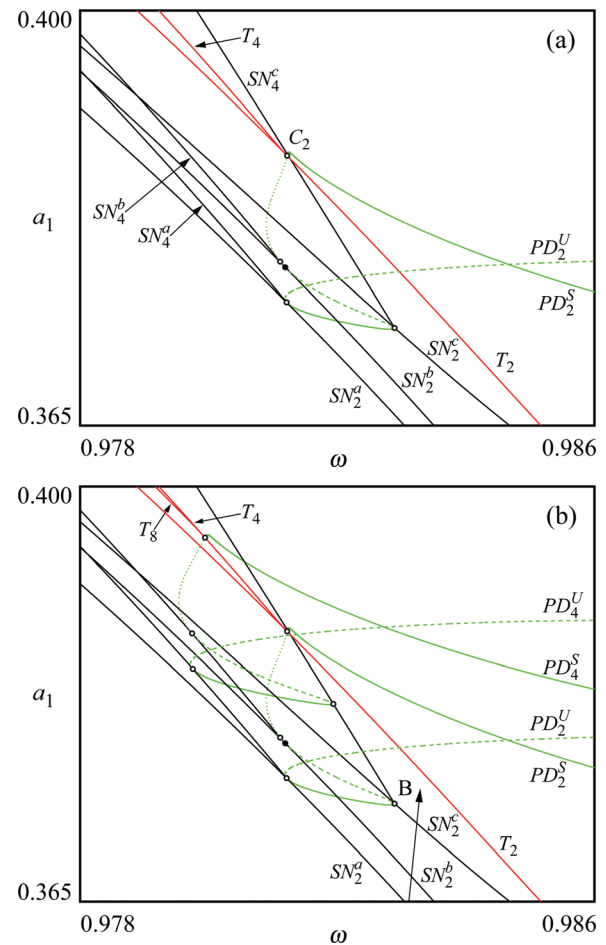 0.400
(a)
T₄
SN₄ᶜ
C₂
SN₄ᵇ
SN₄ᵃ
a₁
PD₂ᵁ
PD₂ˢ
SN₂ᶜ
T₂
SN₂ᵇ
SN₂ᵃ
0.365
0.978
ω
0.986
0.400
(b)
T₈
T₄
PD₄ᵁ
PD₄ˢ
a₁
PD₂ᵁ
PD₂ˢ
B
SN₂ᶜ
T₂
SN₂ᵃ
SN₂ᵇ
0.365
0.978
ω
0.986